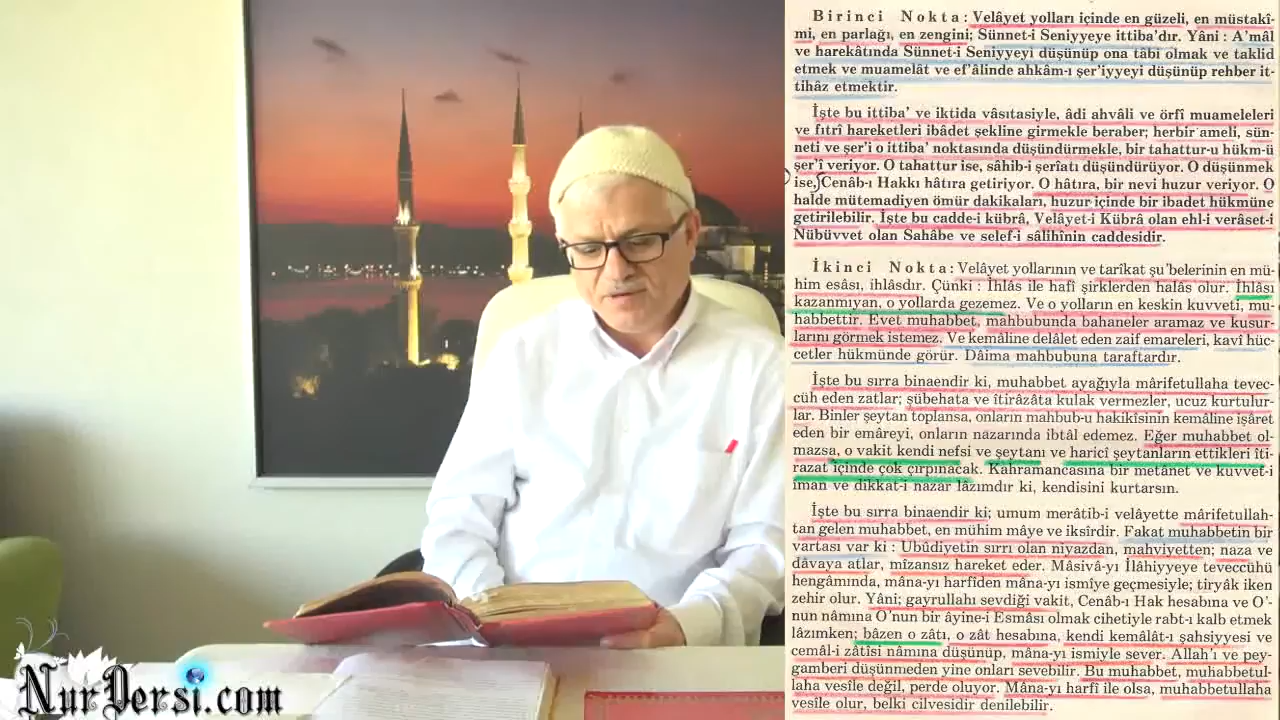 Birinci Nokta: Velâyet yolları içinde en güzeli, en müstakî-
mi, en parlağı, en zengini; Sünnet-i Seniyyeye ittiba'dır. Yâni : A'mâl
ve harekâtında Sünnet-i Seniyyeyi düşünüp ona tâbi olmak ve taklid
etmek ve muamelât ve ef'âlinde ahkâm-ı şer'iyyeyi düşünüp rehber it-
tihâz etmektir.
İşte bu ittiba' ve iktida vâsıtasiyle, âdi ahvâli ve örfî muameleleri
ve fıtrî hareketleri ibâdet şekline girmekle beraber; herbir ameli, sün-
neti ve şer'i o ittiba' noktasında düşündürmekle, bir tahattur-u hükm-ü
şer'î veriyor. O tahattur ise, sâhib-i şerîatı düşündürüyor. O düşünmek
ise, Cenâb-ı Hakkı hâtıra getiriyor. O hâtıra, bir nevi huzur veriyor. O
halde mütemadiyen ömür dakikaları, huzur içinde bir ibadet hükmüne
getirilebilir. İşte bu cadde-i kübrâ, Velâyet-i Kübrâ olan ehl-i verâset-i
Nübüvvet olan Sahâbe ve selef-i sâlihînin caddesidir.
İkinci Nokta: Velâyet yollarının ve tarîkat şu'belerinin en mü-
him esâsı, ihlâsdır. Çünki : İhlâs ile hafî şirklerden halâs olur. İhlâsı
kazanmıyan, o yollarda gezemez. Ve o yolların en keskin kuvveti, mu-
habbettir. Evet muhabbet, mahbubunda bahaneler aramaz ve kusur-
larını görmek istemez. Ve kemâline delâlet eden zaif emareleri, kavî hüc-
cetler hükmünde görür. Dâima mahbubuna taraftardır.
İşte bu sırra binaendir ki, muhabbet ayağıyla mârifetullaha tevec-
cüh eden zatlar; şübehata ve îtirâzâta kulak vermezler, ucuz kurtulur-
lar. Binler şeytan toplansa, onların mahbub-u hakikîsinin kemâline işâret
eden bir emâreyi, onların nazarında ibtâl edemez. Eğer muhabbet ol-
mazsa, o vakit kendi nefsi ve şeytanı ve haricî şeytanların ettikleri îti-
razat içinde çok çırpınacak. Kahramancasına bir metânet ve kuvvet-i
iman ve dikkat-i nazar lâzımdır ki, kendisini kurtarsın.
İşte bu sırra binaendir ki; umum merâtib-i velâyette mârifetullah-
tan gelen muhabbet, en mühim mâye ve iksîrdir. Fakat muhabbetin bir
vartası var ki : Ubûdiyetin sırrı olan niyazdan, mahviyetten; naza ve
dâvaya atlar, mîzansız hareket eder. Mâsivâ-yı İlâhiyyeye teveccühü
hengâmında, mâna-yı harfîden mâna-yı ismîye geçmesiyle; tiryâk iken
zehir olur. Yâni; gayrullahı sevdiği vakit, Cenâb-ı Hak hesabına ve O'-
nun nâmına O'nun bir âyine-i Esmâsı olmak cihetiyle rabt-ı kalb etmek
lâzımken; bâzen o zâtı, o zât hesabına, kendi kemâlât-ı şahsiyyesi ve
cemâl-i zâtîsi nâmına düşünüp, mâna-yı ismiyle sever. Allah'ı ve pey-
gamberi düşünmeden yine onları sevebilir. Bu muhabbet, muhabbetul-
laha vesîle değil, perde oluyor. Mâna-yı harfî ile olsa, muhabbetullaha
vesîle olur, belki cilvesidir denilebilir.
NurDersi.com